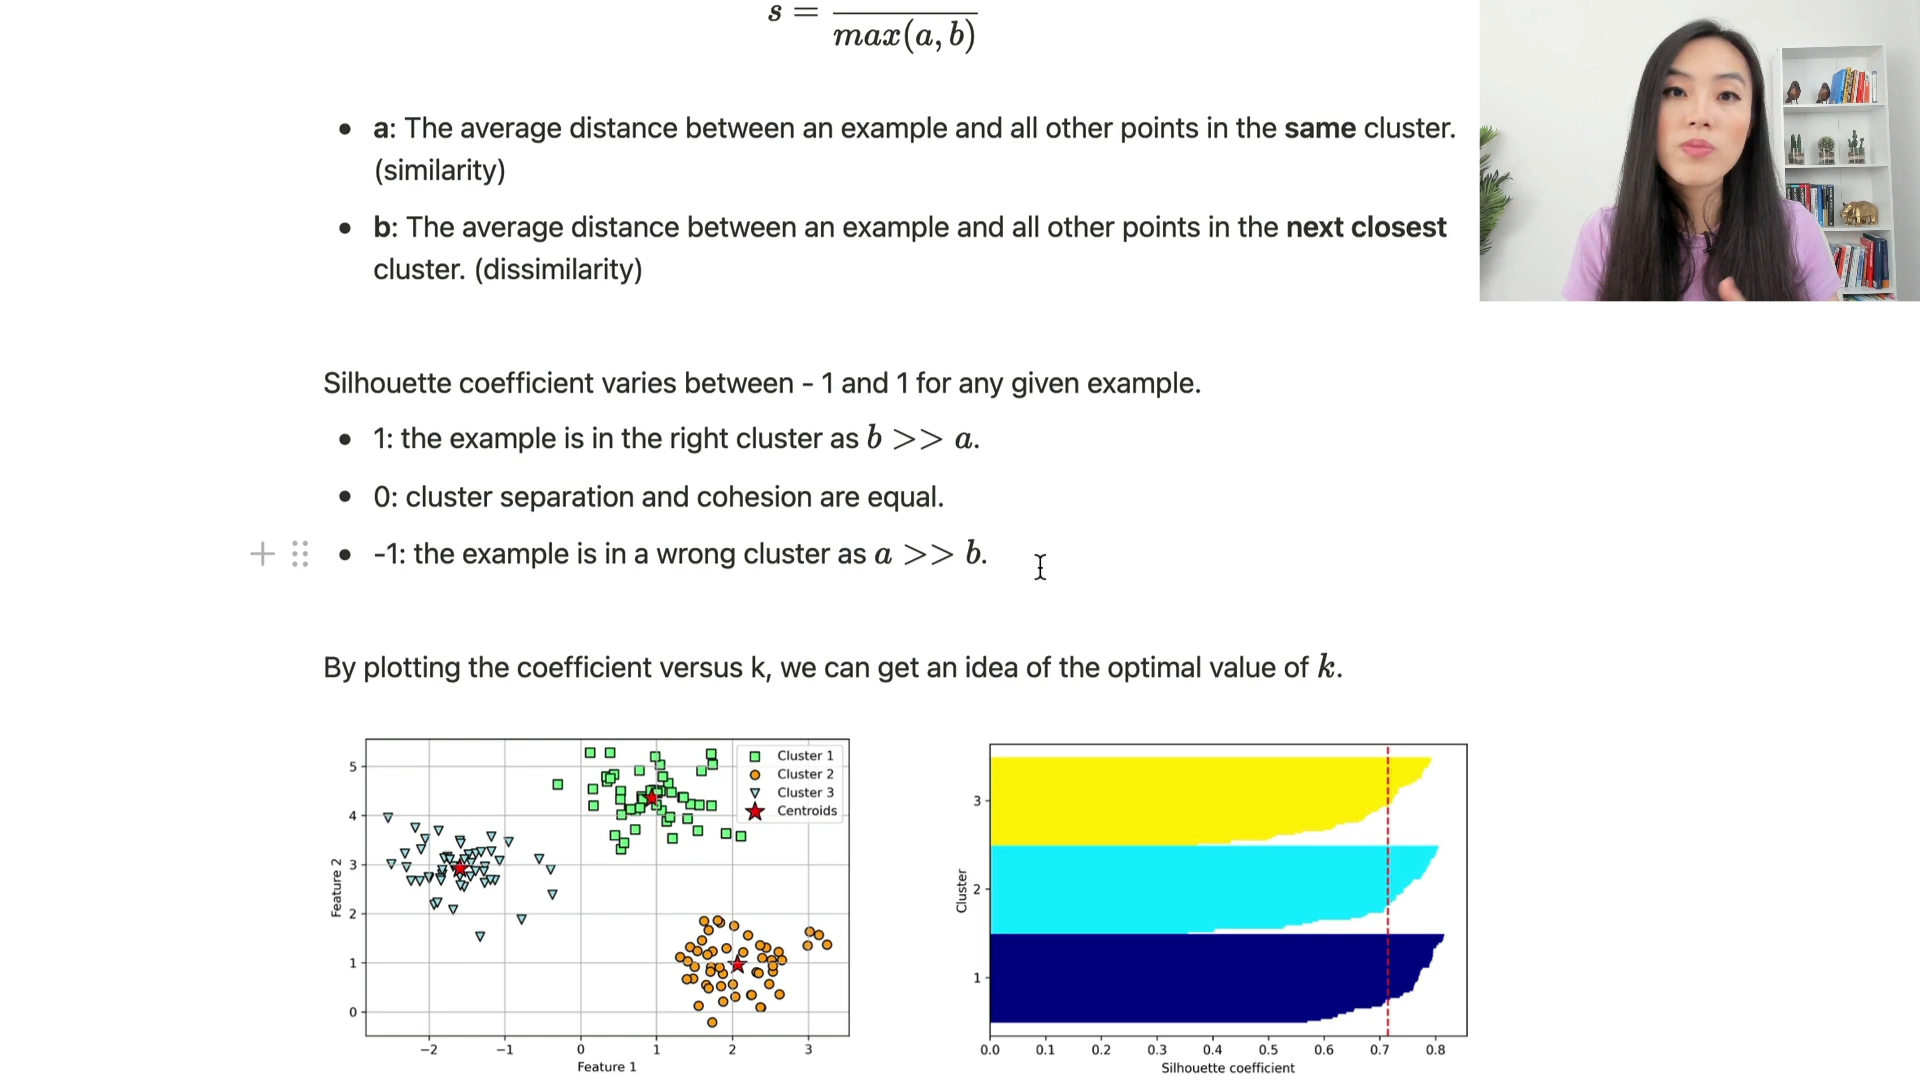 s = max(a, b)
• a: The average distance between an example and all other points in the same cluster.
(similarity)
• b: The average distance between an example and all other points in the next closest
cluster. (dissimilarity)
Silhouette coefficient varies between - 1 and 1 for any given example.
• 1: the example is in the right cluster as b >> a.
• 0: cluster separation and cohesion are equal.
• -1: the example is in a wrong cluster as a >> b.
By plotting the coefficient versus k, we can get an idea of the optimal value of k.
Cluster 1
Cluster 2
Cluster 3
Centroids
5
4
3
2
1
0
Feature 2
−2 −1 0 1 2 3
Feature 1
3
2
1
Cluster
0.0 0.1 0.2 0.3 0.4 0.5 0.6 0.7 0.8
Silhouette coefficient